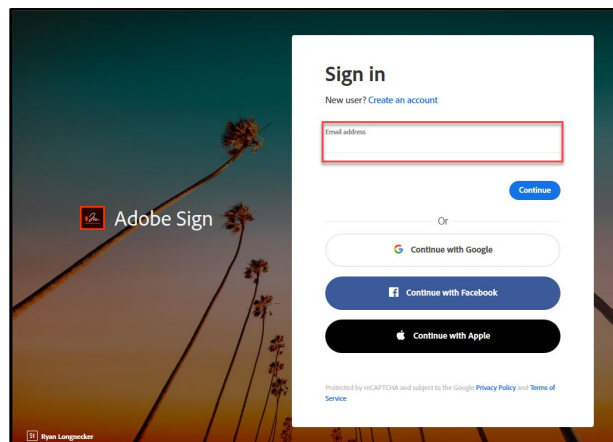 Sign in
New user? Create an account
Email address
Continue
Or
Adobe Sign
Continue with Google
Continue with Facebook
Continue with Apple
Protected by reCAPTCHA and subject to the Google Privacy Policy and Terms of
Service.
St Ryan Longnecker